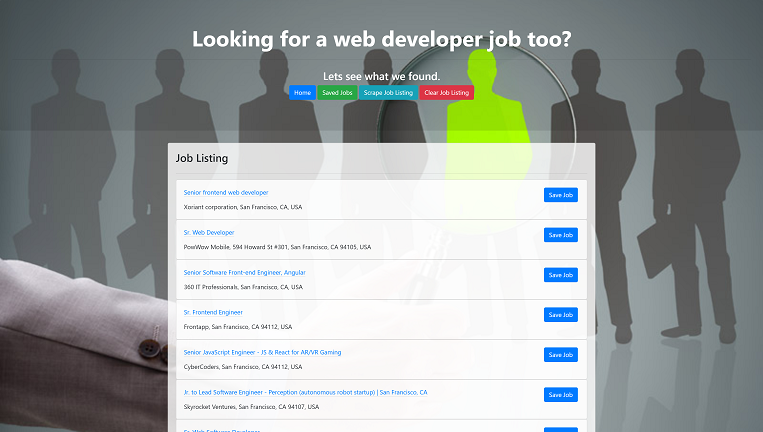 Looking for a web developer job too?
Lets see what we found.
Home Saved Jobs Scrape Job Listing Clear Job Listing
Job Listing
Senior frontend web developer Save Job
Xoriant corporation, San Francisco, CA, USA
Sr. Web Developer Save Job
PowWow Mobile, 594 Howard St #301, San Francisco, CA 94105, USA
Senior Software Front-end Engineer, Angular Save Job
360 IT Professionals, San Francisco, CA, USA
Sr. Frontend Engineer Save Job
Frontapp, San Francisco, CA 94112, USA
Senior JavaScript Engineer - JS & React for AR/VR Gaming Save Job
CyberCoders, San Francisco, CA 94112, USA
Jr. to Lead Software Engineer - Perception (autonomous robot startup) | San Francisco, CA Save Job
Skyrocket Ventures, San Francisco, CA 94107, USA
Sr. Web Software Developer